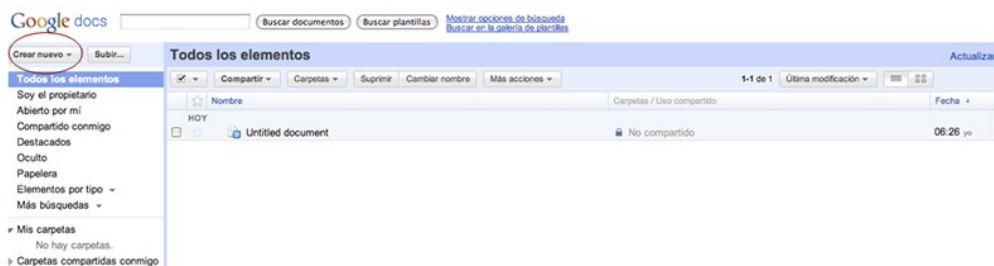 Google docs Buscar documentos Buscar plantillas Mostrar opciones de búsqueda
Buscar en la galería de plantillas
Crear nuevo Subir... Todos los elementos Actualizar
Todos los elementos Compartir Carpetas Suprimir Cambiar nombre Más acciones 1-1 de 1 Última modificación
Soy el propietario Nombre Carpetas / Uso compartido Fecha
Abierto por mí HOY
Compartido conmigo Untitled document No compartido 06:26 yo
Destacados
Oculto
Papelera
Elementos por tipo
Más búsquedas
Mis carpetas
No hay carpetas.
Carpetas compartidas conmigo